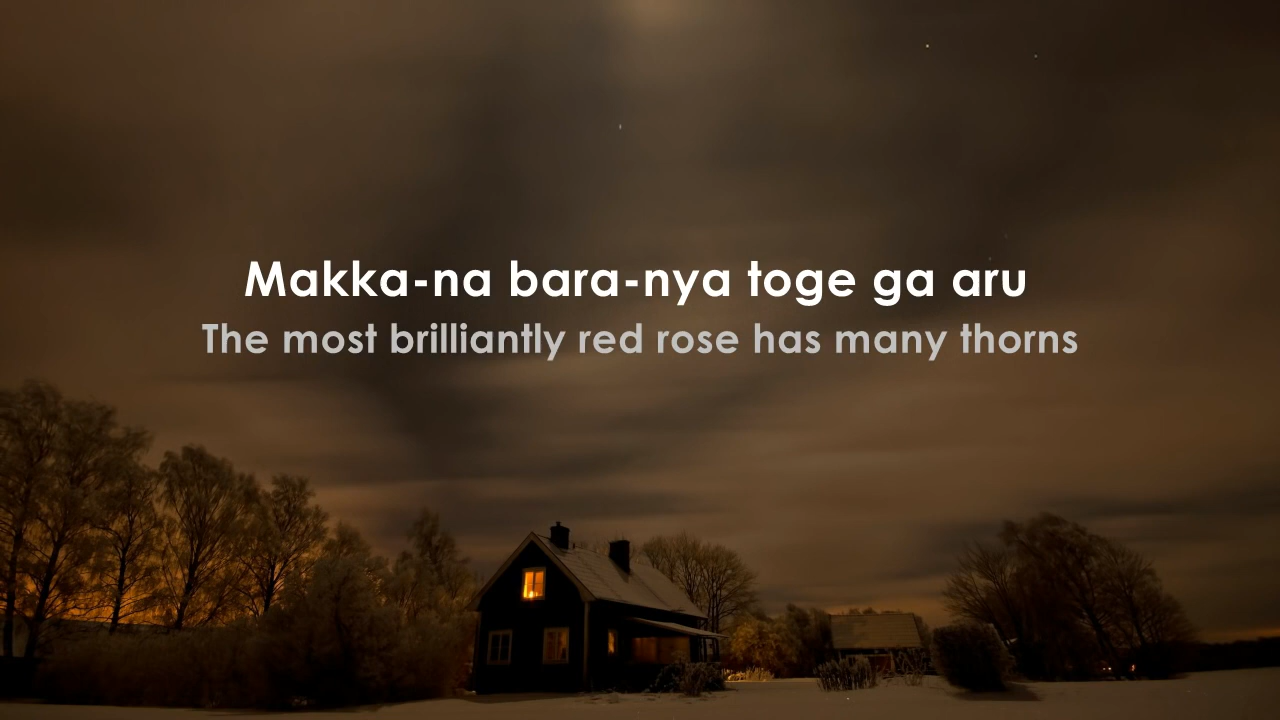 Makka-na bara-nya toge ga aru
The most brilliantly red rose has many thorns